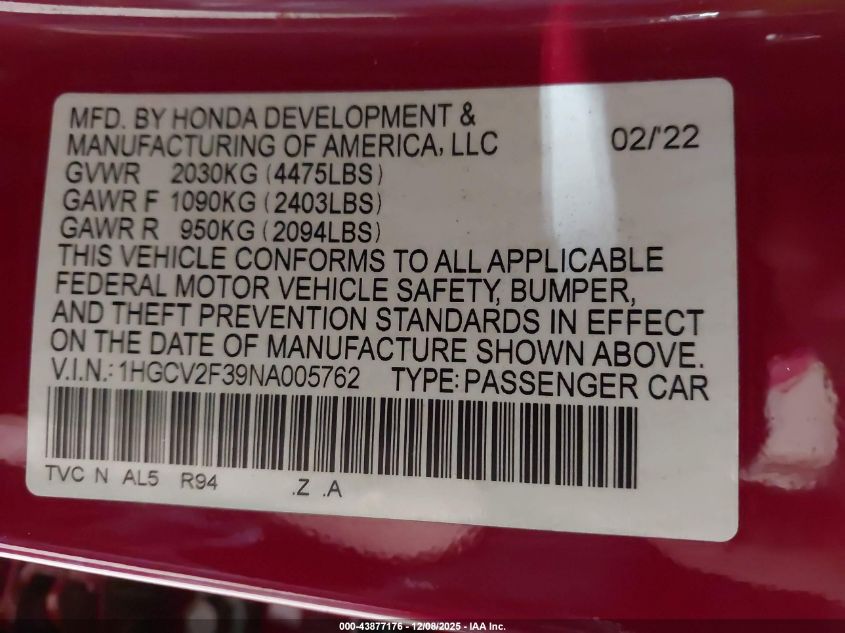 MFD. BY HONDA DEVELOPMENT &
MANUFACTURING OF AMERICA, LLC 02/'22
GVWR 2030KG (4475LBS)
GAWR F 1090KG (2403LBS)
GAWR R 950KG (2094LBS)
THIS VEHICLE CONFORMS TO ALL APPLICABLE
FEDERAL MOTOR VEHICLE SAFETY, BUMPER,
AND THEFT PREVENTION STANDARDS IN EFFECT
ON THE DATE OF MANUFACTURE SHOWN ABOVE.
V.I.N.: 1HGCV2F39NA005762 TYPE: PASSENGER CAR
TVC N AL5 R94 .Z .A
000-43877176 - 12/08/2025 - IAA Inc.